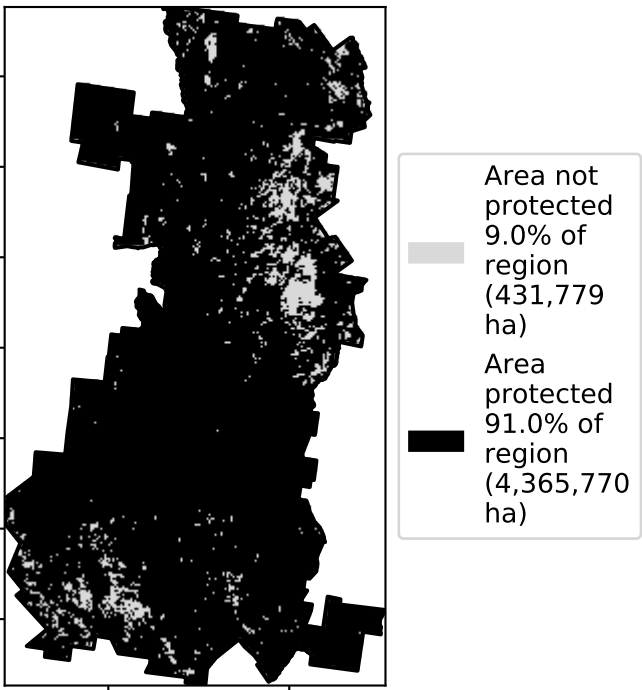 Area not
protected
9.0% of
region
(431,779
ha)
Area
protected
91.0% of
region
(4,365,770
ha)